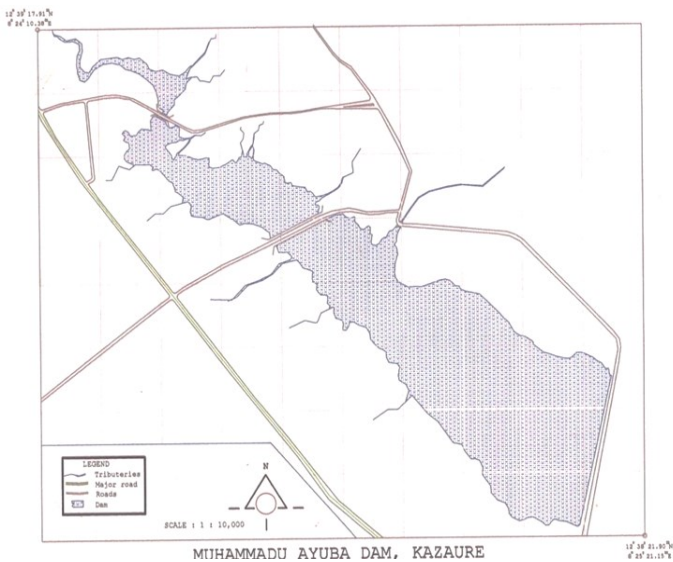 12° 39' 17.91"N
8° 24' 10.38"E
LEGEND
Tributeries
Major road
Roads
Dam
N
SCALE : 1 : 10,000
MUHAMMADU AYUBA DAM, KAZAURE
12° 38' 21.90"N
8° 25' 21.15"E